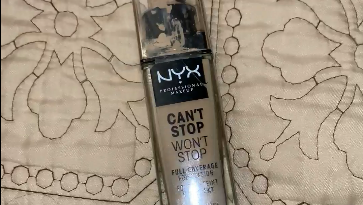 NYX
PROFESSIONAL
MAKEUP
CAN'T
STOP
WON'T
STOP
FULL COVERAGE